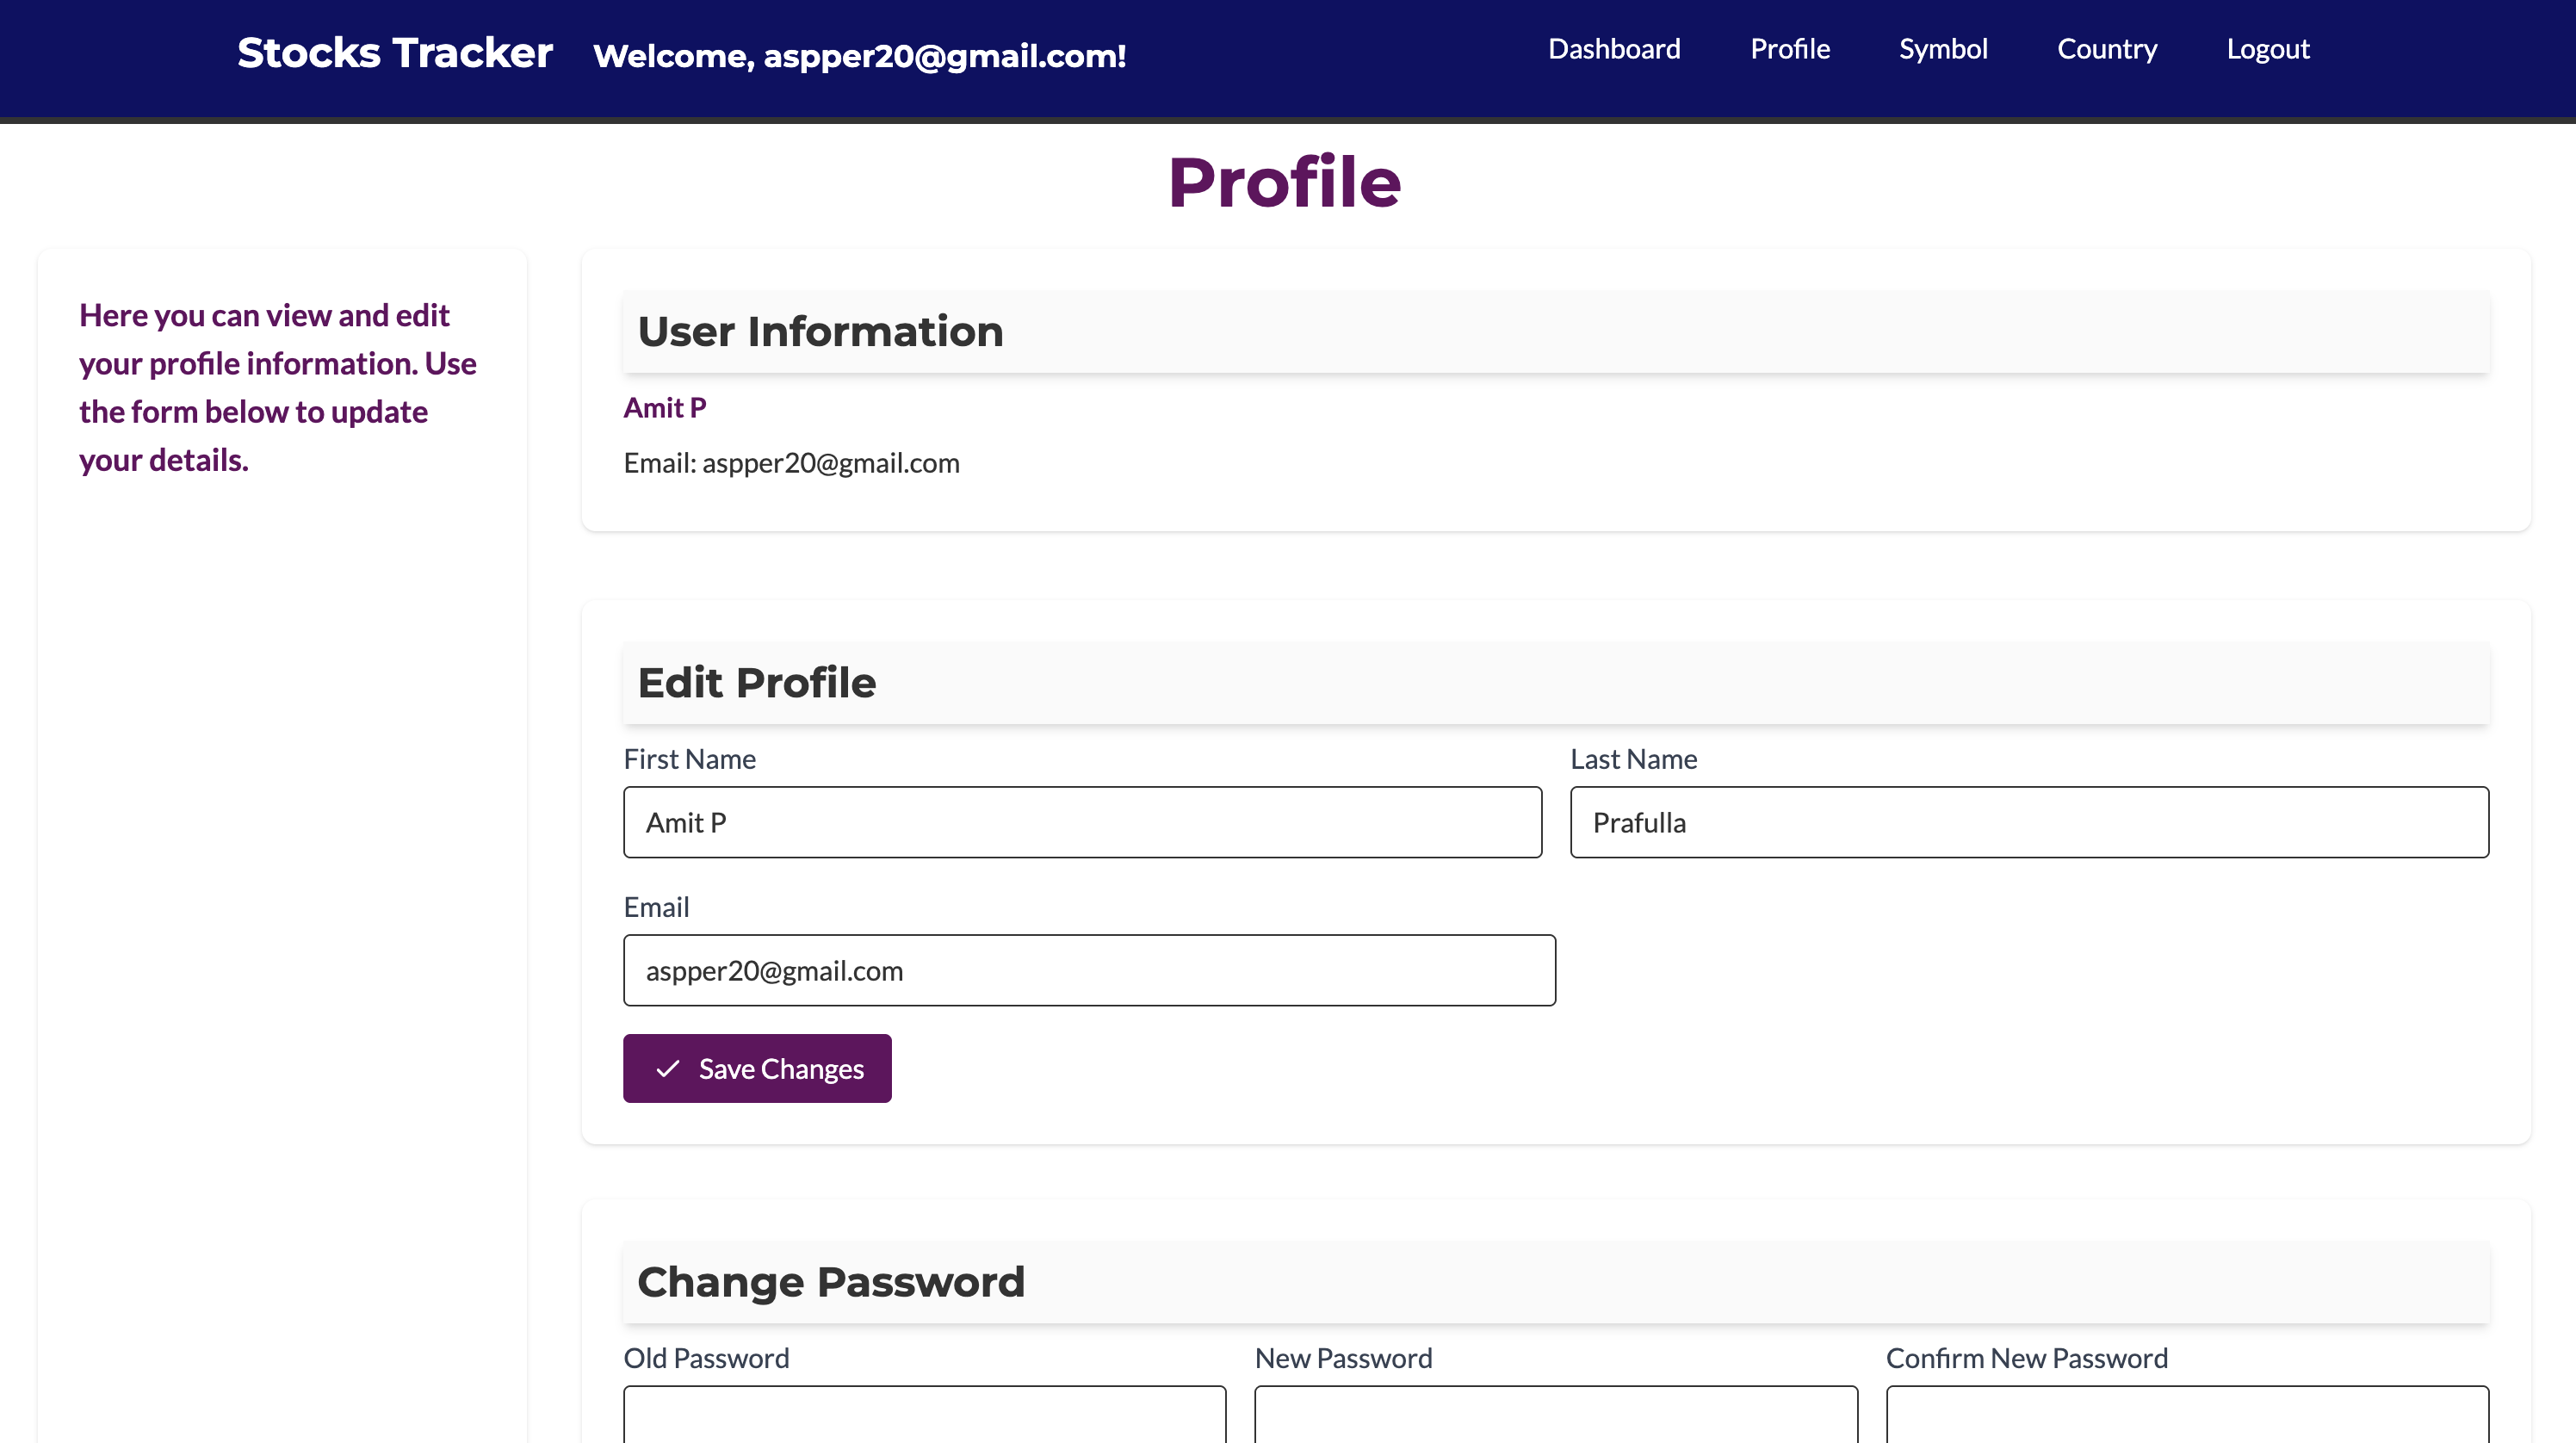 Stocks Tracker Welcome, aspper20@gmail.com! Dashboard Profile Symbol Country Logout
Profile
Here you can view and edit
your profile information. Use
the form below to update
your details.
User Information
Amit P
Email: aspper20@gmail.com
Edit Profile
First Name Last Name
Amit P Prafulla
Email
aspper20@gmail.com
Save Changes
Change Password
Old Password New Password Confirm New Password